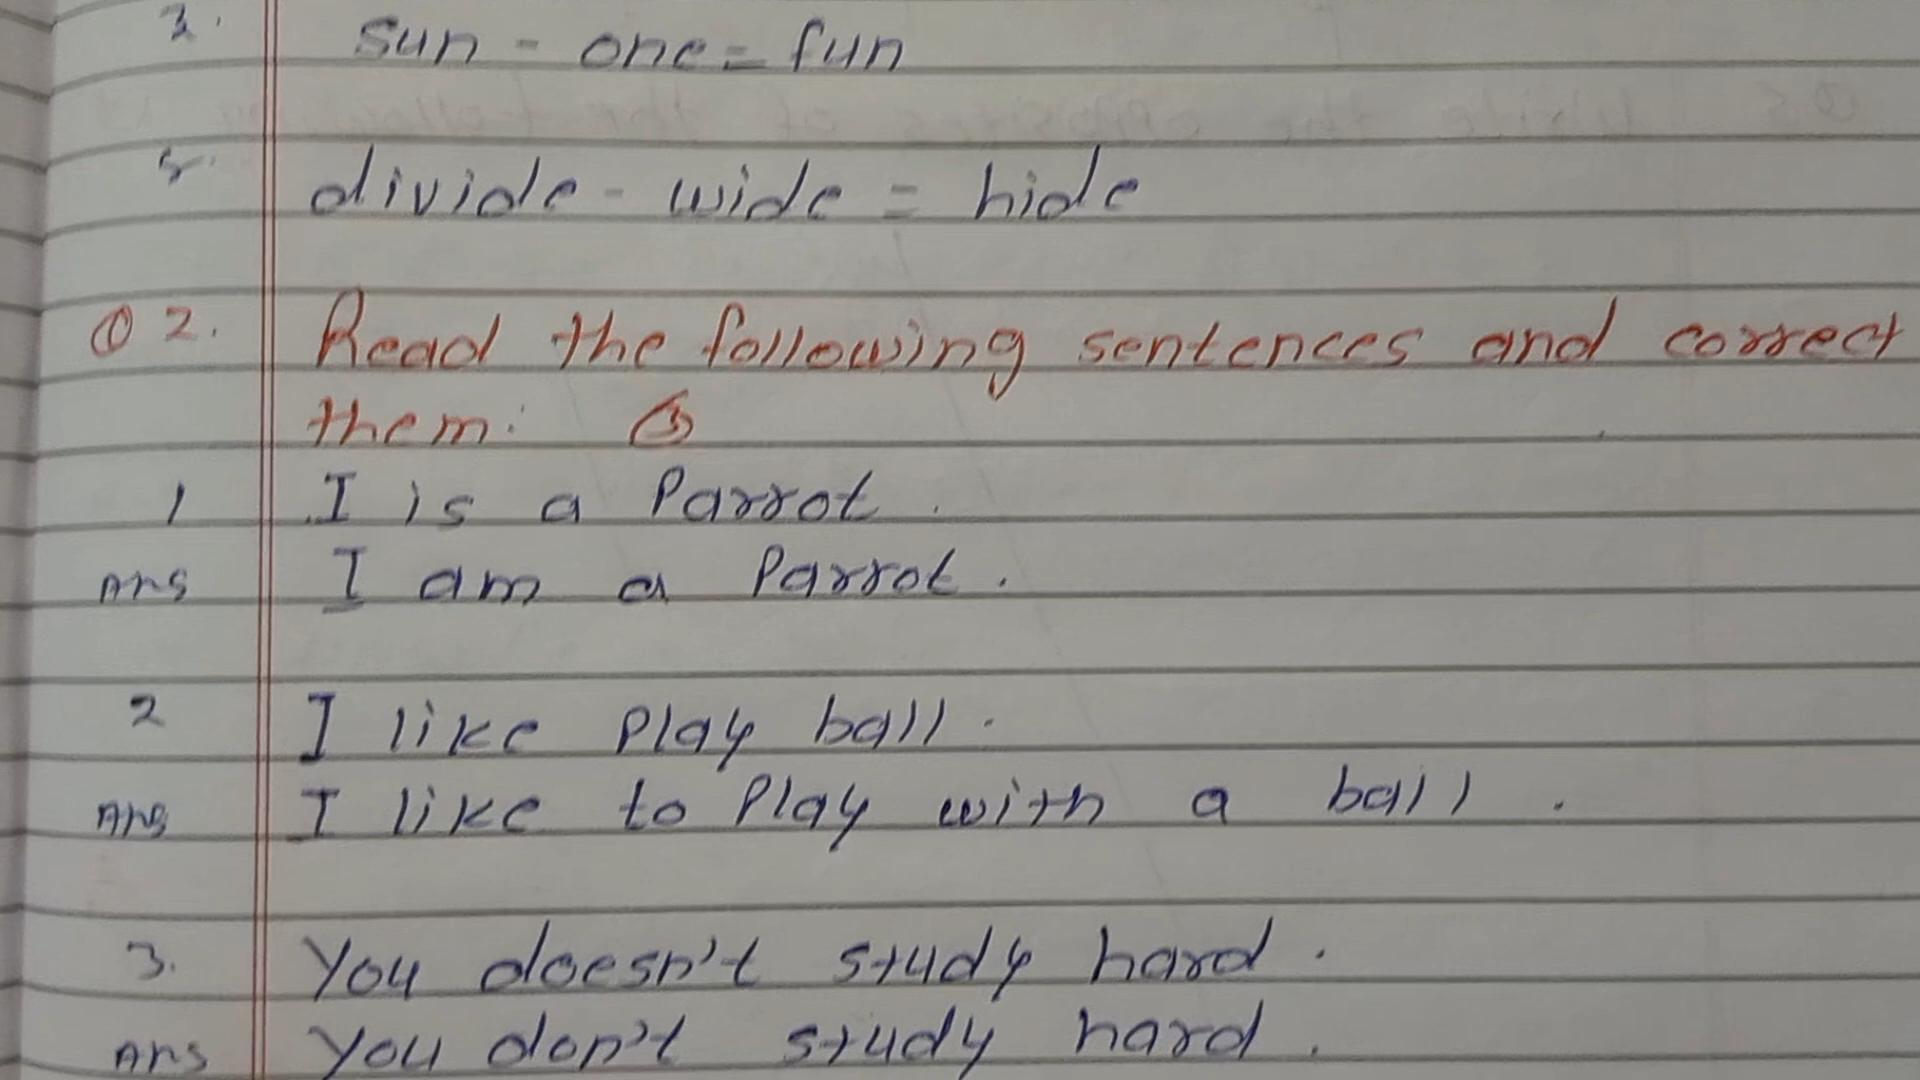 3. sun - one = fun
5. divide - wide = hide
Q 2. Read the following sentences and correct
them:
1 I is a Parrot.
Ans I am a Parrot.
2 I like Play ball.
Ans I like to Play with a ball.
3. You doesn't study hard.
Ans You don't study hard.